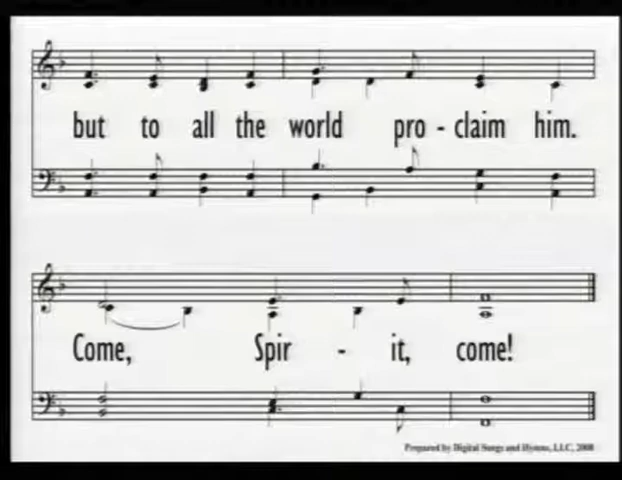 but to all the world pro - claim him.
Come, Spir - it, come!
Prepared by Digital Songs and Hymns, LLC, 2008